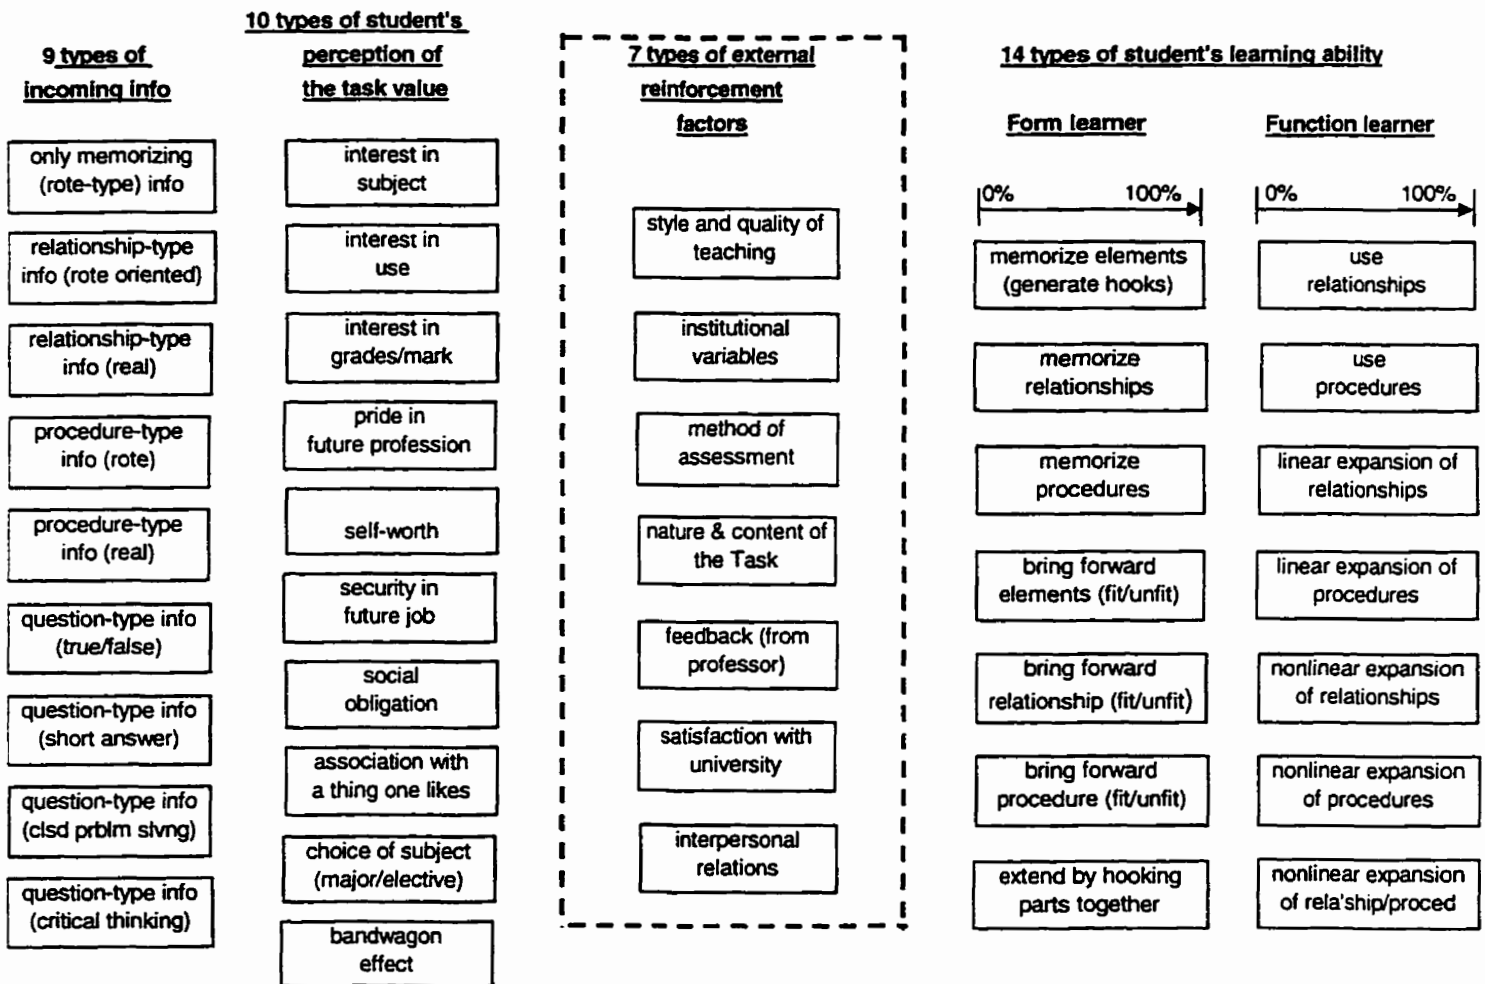 9 types of
incoming info
only memorizing
(rote-type) info
relationship-type
info (rote oriented)
relationship-type
info (real)
procedure-type
info (rote)
procedure-type
info (real)
question-type info
(true/false)
question-type info
(short answer)
question-type info
(clsd prblm slvng)
question-type info
(critical thinking)
10 types of student's
perception of
the task value
interest in
subject
interest in
use
interest in
grades/mark
pride in
future profession
self-worth
security in
future job
social
obligation
association with
a thing one likes
choice of subject
(major/elective)
bandwagon
effect
7 types of external
reinforcement
factors
style and quality of
teaching
institutional
variables
method of
assessment
nature & content of
the Task
feedback (from
professor)
satisfaction with
university
interpersonal
relations
14 types of student's learning ability
Form learner
0% 100%
memorize elements
(generate hooks)
memorize
relationships
memorize
procedures
bring forward
elements (fit/unfit)
bring forward
relationship (fit/unfit)
bring forward
procedure (fit/unfit)
extend by hooking
parts together
Function learner
0% 100%
use
relationships
use
procedures
linear expansion of
relationships
linear expansion of
procedures
nonlinear expansion
of relationships
nonlinear expansion
of procedures
nonlinear expansion
of rela'ship/proced